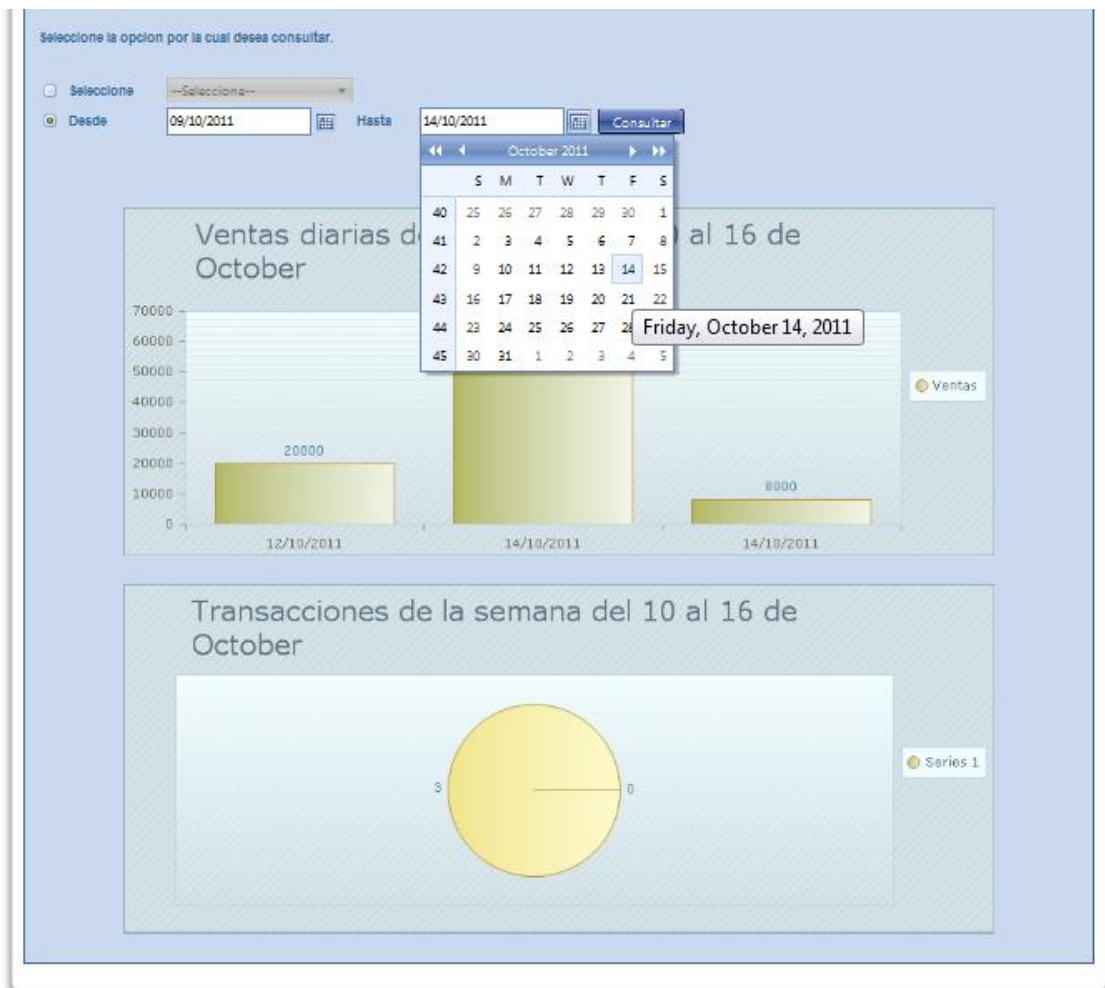 Seleccione la opcion por la cual desea consultar.
Seleccione --Seleccione--
Desde 09/10/2011 Hasta 14/10/2011 Consultar
October 2011
S M T W T F S
40 25 26 27 28 29 30 1
41 2 3 4 5 6 7 8
42 9 10 11 12 13 14 15
43 16 17 18 19 20 21 22
44 23 24 25 26 27 28
45 30 31 1 2 3 4 5
Friday, October 14, 2011
Ventas diarias al 16 de
October
70000
60000
50000
40000
30000
20000
10000
0
20000
8000
12/10/2011 14/10/2011 14/10/2011
Ventas
Transacciones de la semana del 10 al 16 de
October
3 0
Series 1